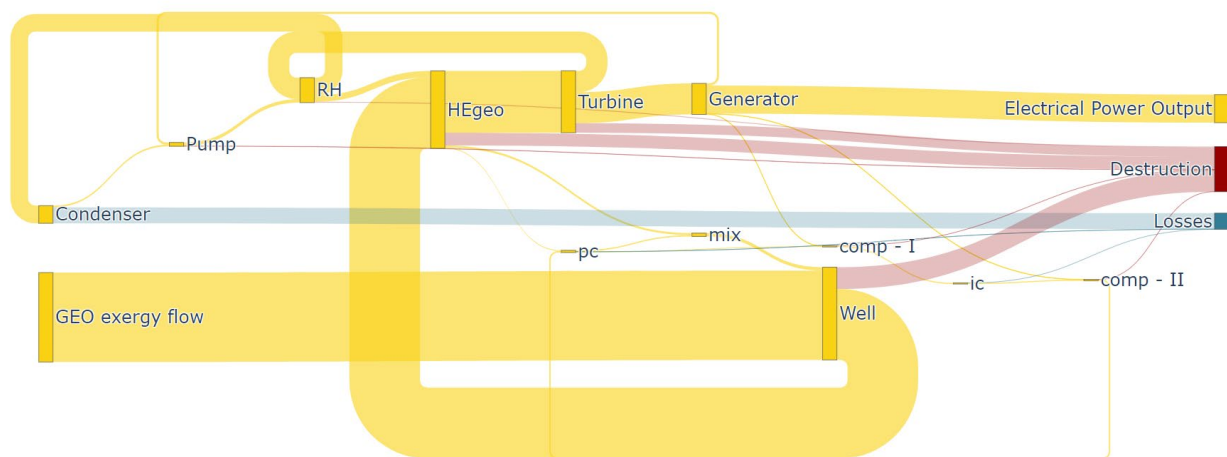 RH
HEgeo
Turbine
Generator
Electrical Power Output
Pump
Destruction
Condenser
Losses
mix
pc
comp - I
ic
comp - II
GEO exergy flow
Well